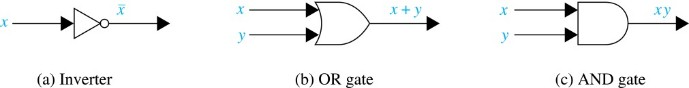 x
x̄
x
y
x + y
x
y
xy
(a) Inverter
(b) OR gate
(c) AND gate